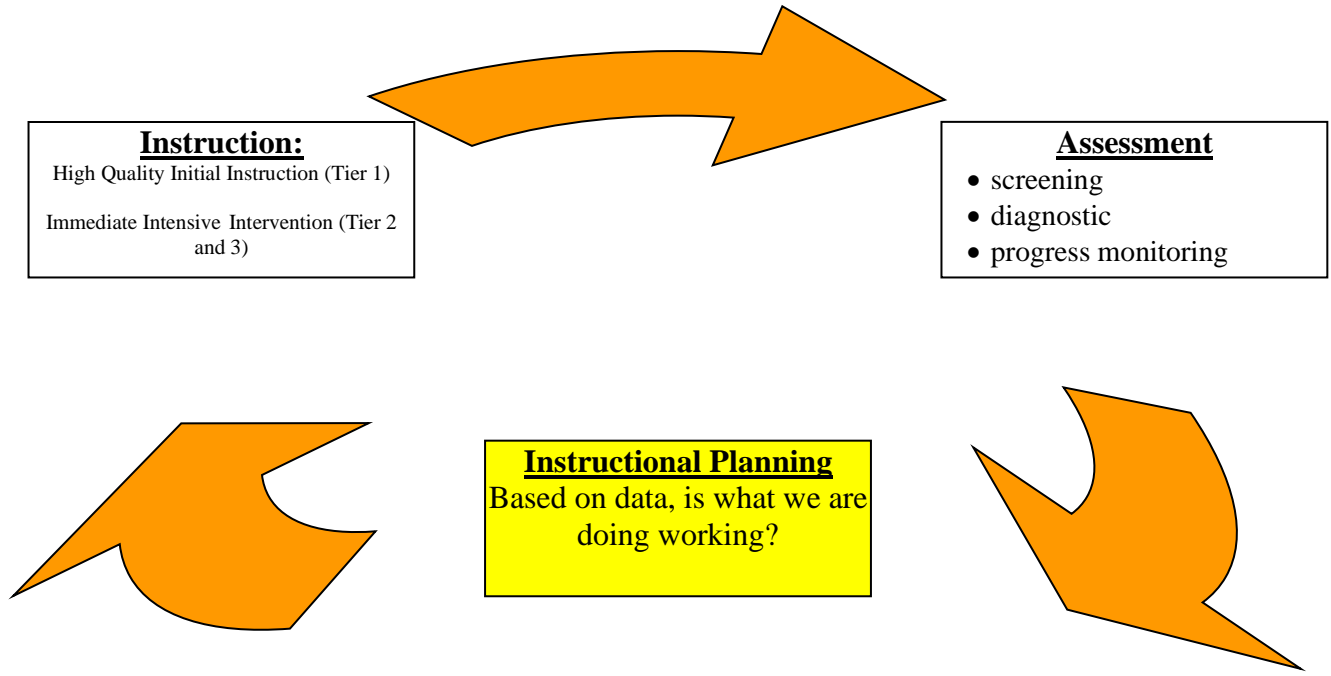 Instruction:
High Quality Initial Instruction (Tier 1)
Immediate Intensive Intervention (Tier 2
and 3)
Assessment
• screening
• diagnostic
• progress monitoring
Instructional Planning
Based on data, is what we are
doing working?